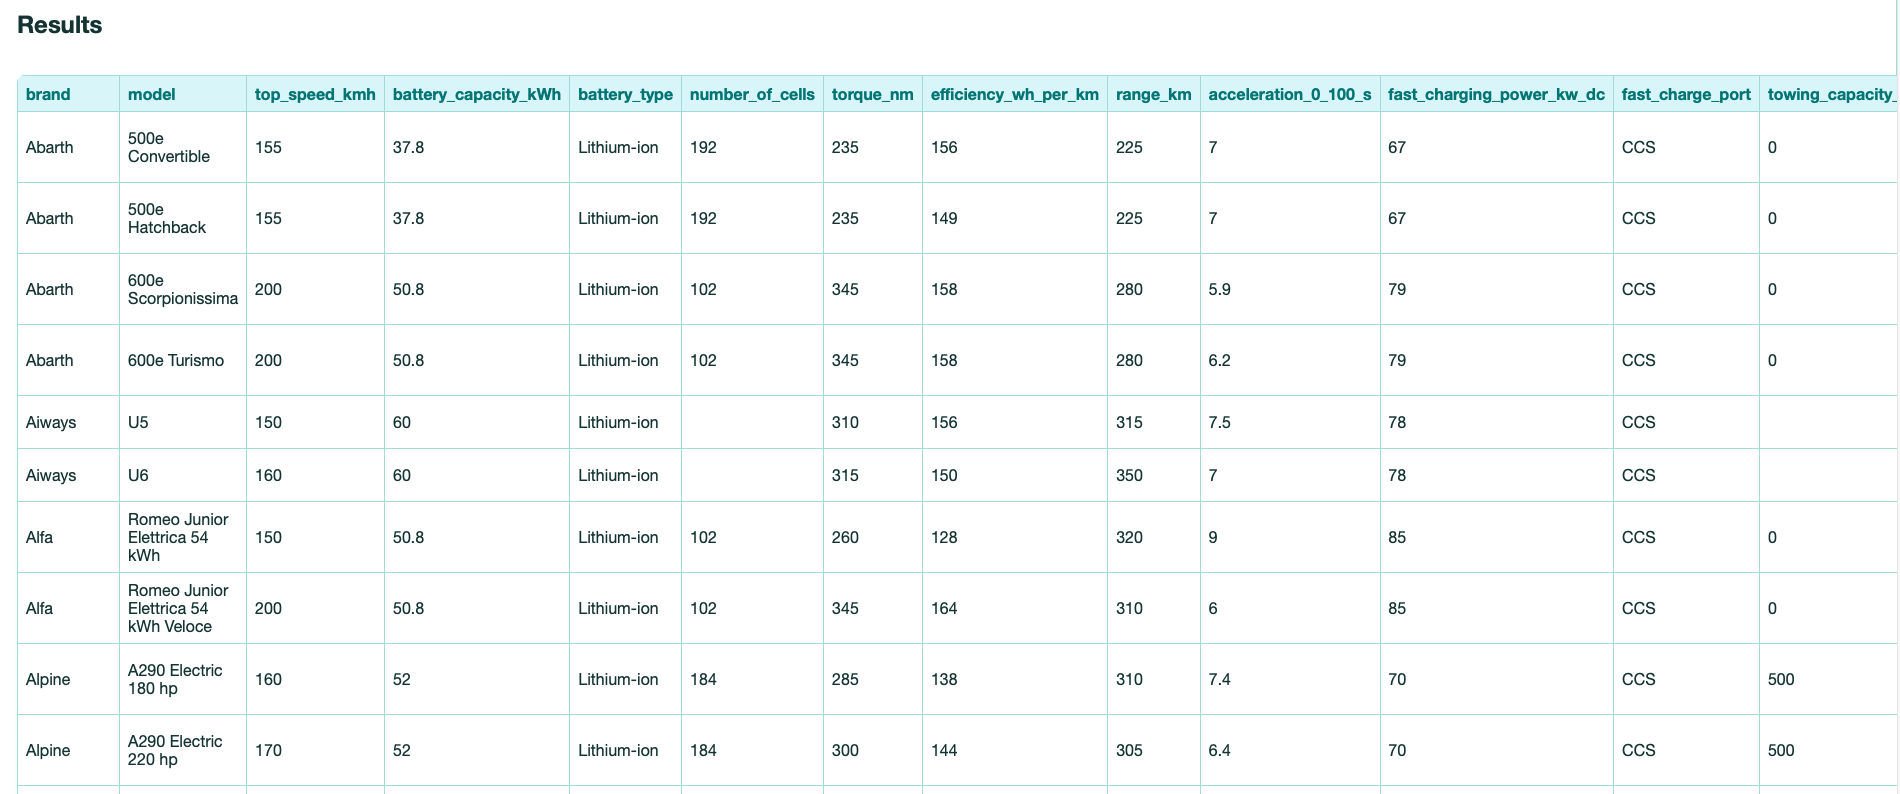 Results
brand model top_speed_kmh battery_capacity_kWh battery_type number_of_cells torque_nm efficiency_wh_per_km range_km acceleration_0_100_s fast_charging_power_kw_dc fast_charge_port towing_capacity_
Abarth 500e Convertible 155 37.8 Lithium-ion 192 235 156 225 7 67 CCS 0
Abarth 500e Hatchback 155 37.8 Lithium-ion 192 235 149 225 7 67 CCS 0
Abarth 600e Scorpionissima 200 50.8 Lithium-ion 102 345 158 280 5.9 79 CCS 0
Abarth 600e Turismo 200 50.8 Lithium-ion 102 345 158 280 6.2 79 CCS 0
Aiways U5 150 60 Lithium-ion 310 156 315 7.5 78 CCS
Aiways U6 160 60 Lithium-ion 315 150 350 7 78 CCS
Alfa Romeo Junior Elettrica 54 kWh 150 50.8 Lithium-ion 102 260 128 320 9 85 CCS 0
Alfa Romeo Junior Elettrica 54 kWh Veloce 200 50.8 Lithium-ion 102 345 164 310 6 85 CCS 0
Alpine A290 Electric 180 hp 160 52 Lithium-ion 184 285 138 310 7.4 70 CCS 500
Alpine A290 Electric 220 hp 170 52 Lithium-ion 184 300 144 305 6.4 70 CCS 500